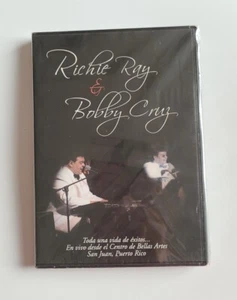 Richie Ray
&
Bobby Cruz
Toda una vida de éxitos...
En vivo desde el Centro de Bellas Artes
San Juan, Puerto Rico